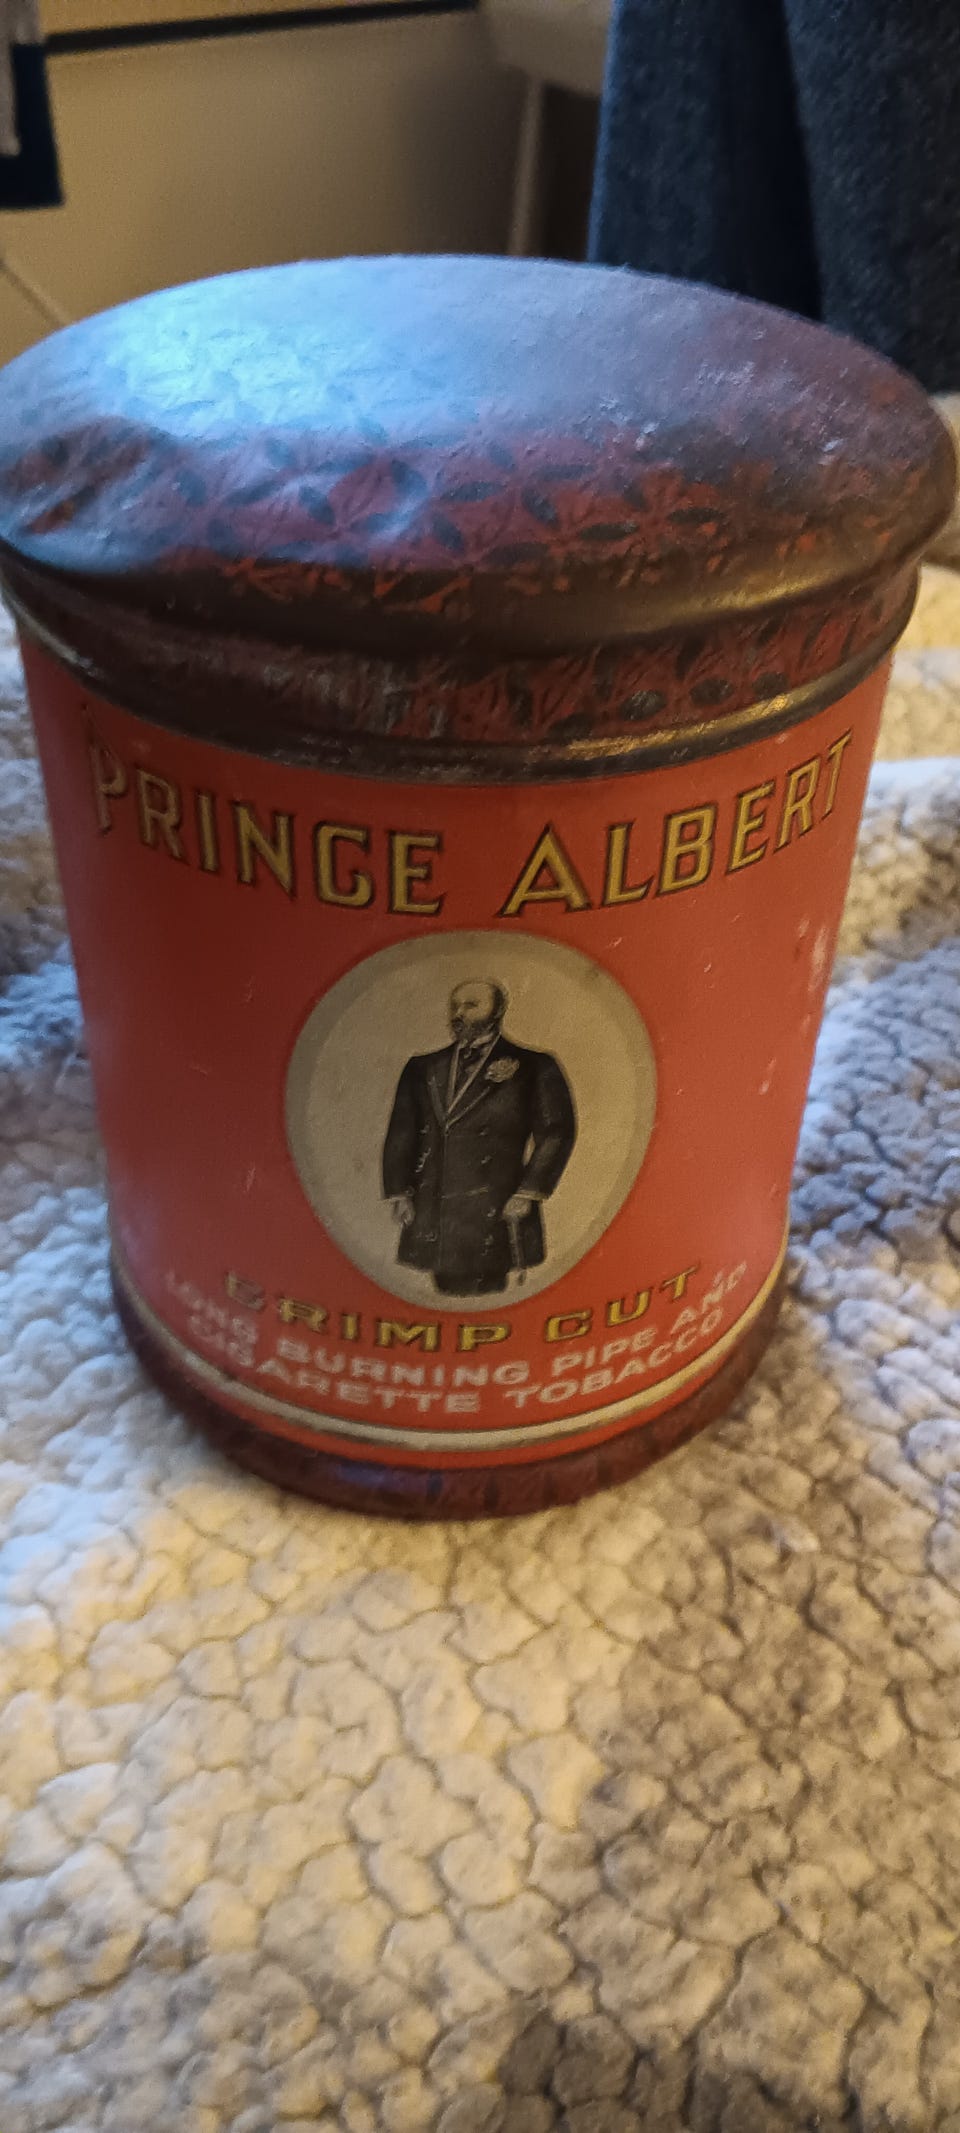 PRINCE ALBERT
CRIMP CUT
LONG BURNING PIPE AND
CIGARETTE TOBACCO